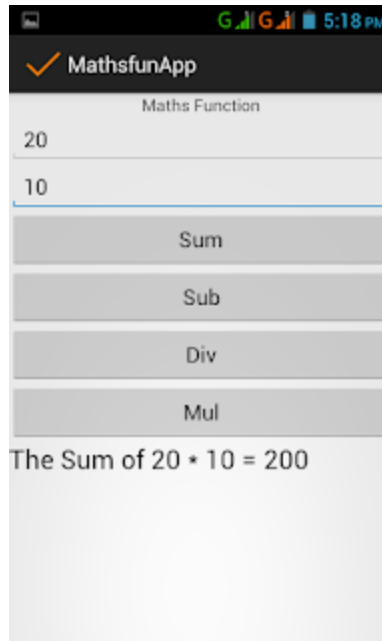 G G 5:18 PM
MathsfunApp
Maths Function
20
10
Sum
Sub
Div
Mul
The Sum of 20 * 10 = 200